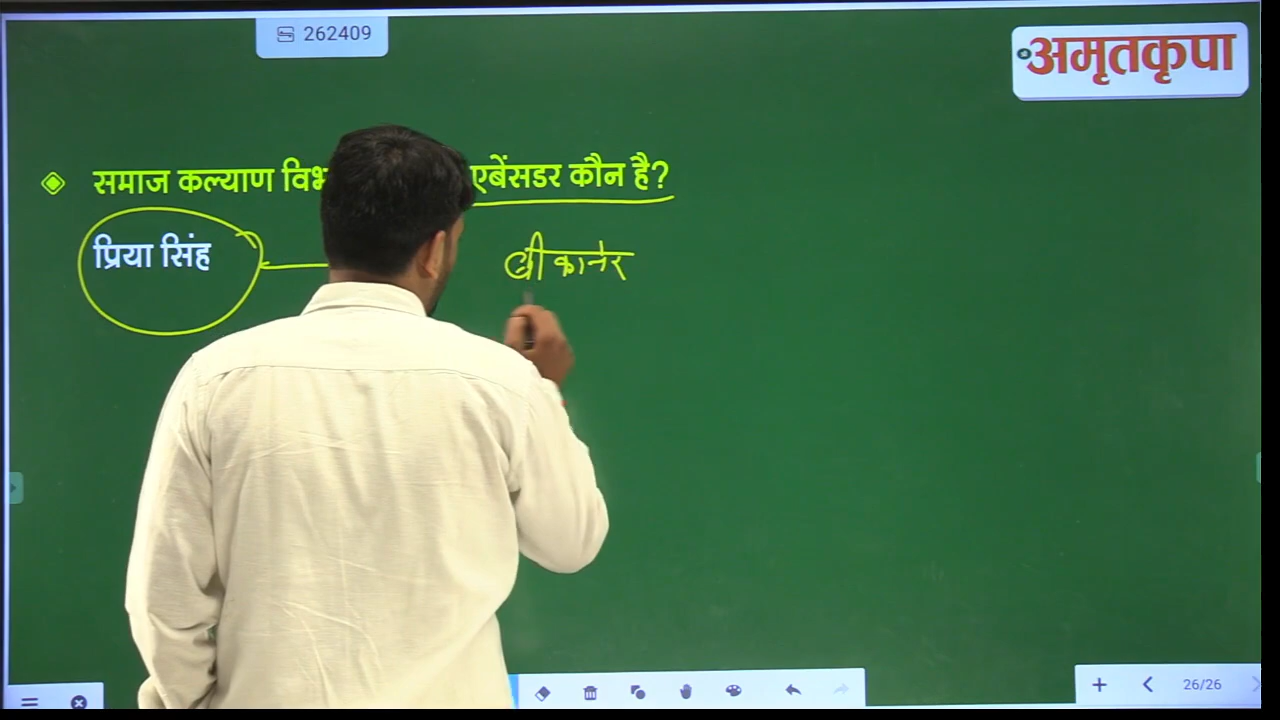 262409
अमृतकृपा
समाज कल्याण विभ एबेंसडर कौन है?
प्रिया सिंह
बीकानेर
26/26